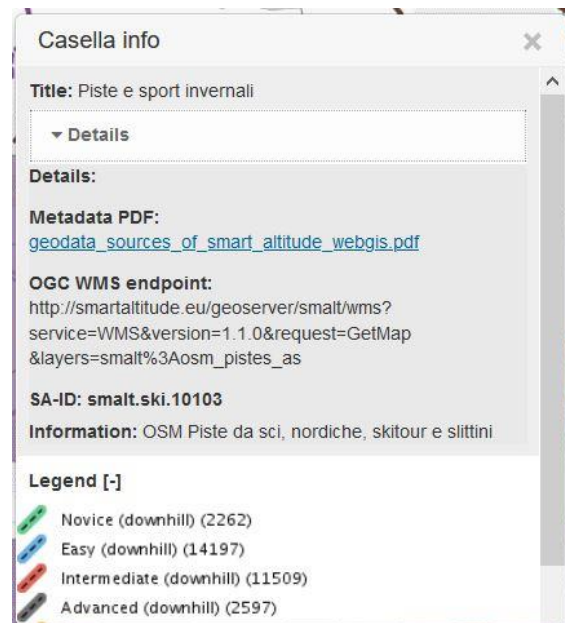 Casella info
Title: Piste e sport invernali
Details
Details:
Metadata PDF:
geodata_sources_of_smart_altitude_webgis.pdf
OGC WMS endpoint:
http://smartaltitude.eu/geoserver/smalt/wms?
service=WMS&version=1.1.0&request=GetMap
&layers=smalt%3Aosm_pistes_as
SA-ID: smalt.ski.10103
Information: OSM Piste da sci, nordiche, skitour e slittini
Legend [-]
Novice (downhill) (2262)
Easy (downhill) (14197)
Intermediate (downhill) (11509)
Advanced (downhill) (2597)